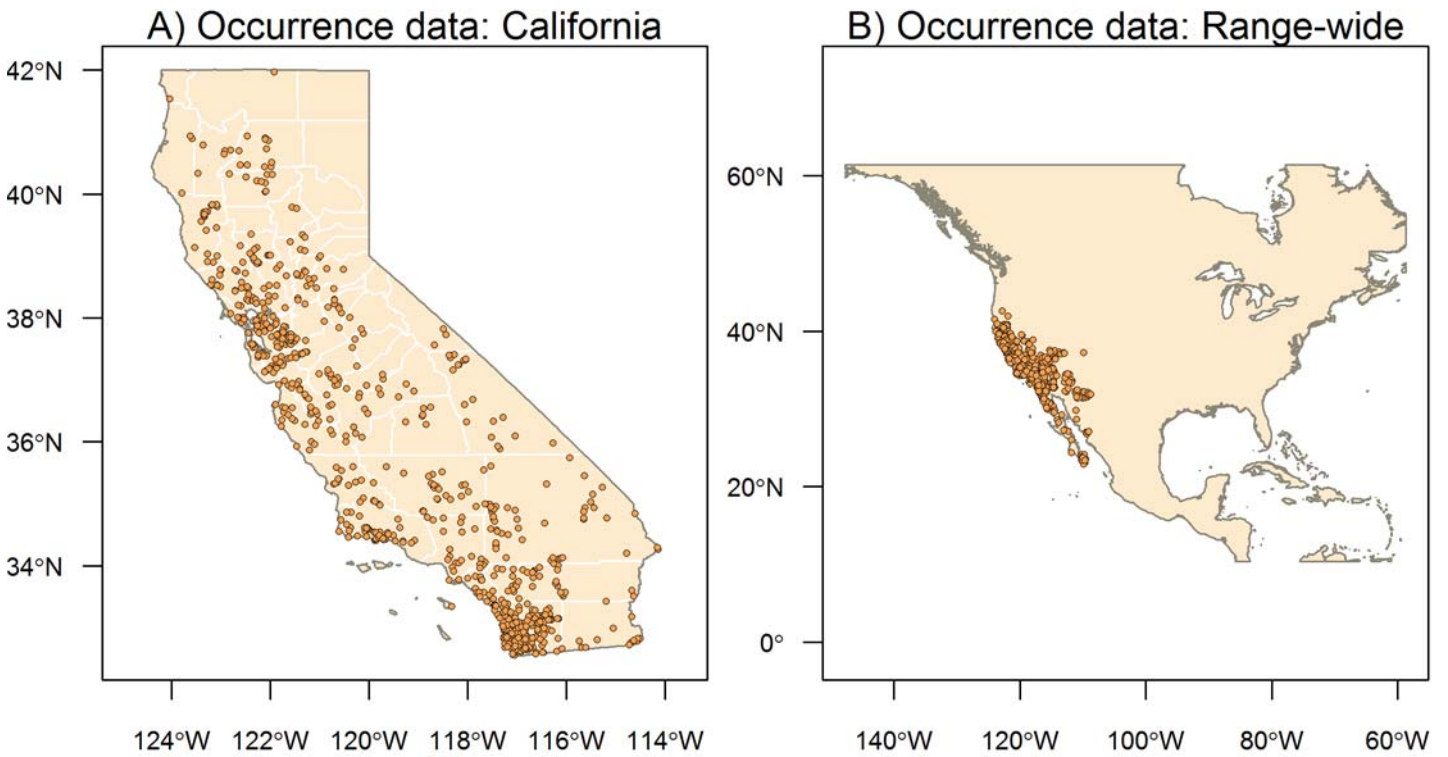 A) Occurrence data: California
42°N
40°N
38°N
36°N
34°N
124°W 122°W 120°W 118°W 116°W 114°W
B) Occurrence data: Range-wide
60°N
40°N
20°N
0°
140°W 120°W 100°W 80°W 60°W